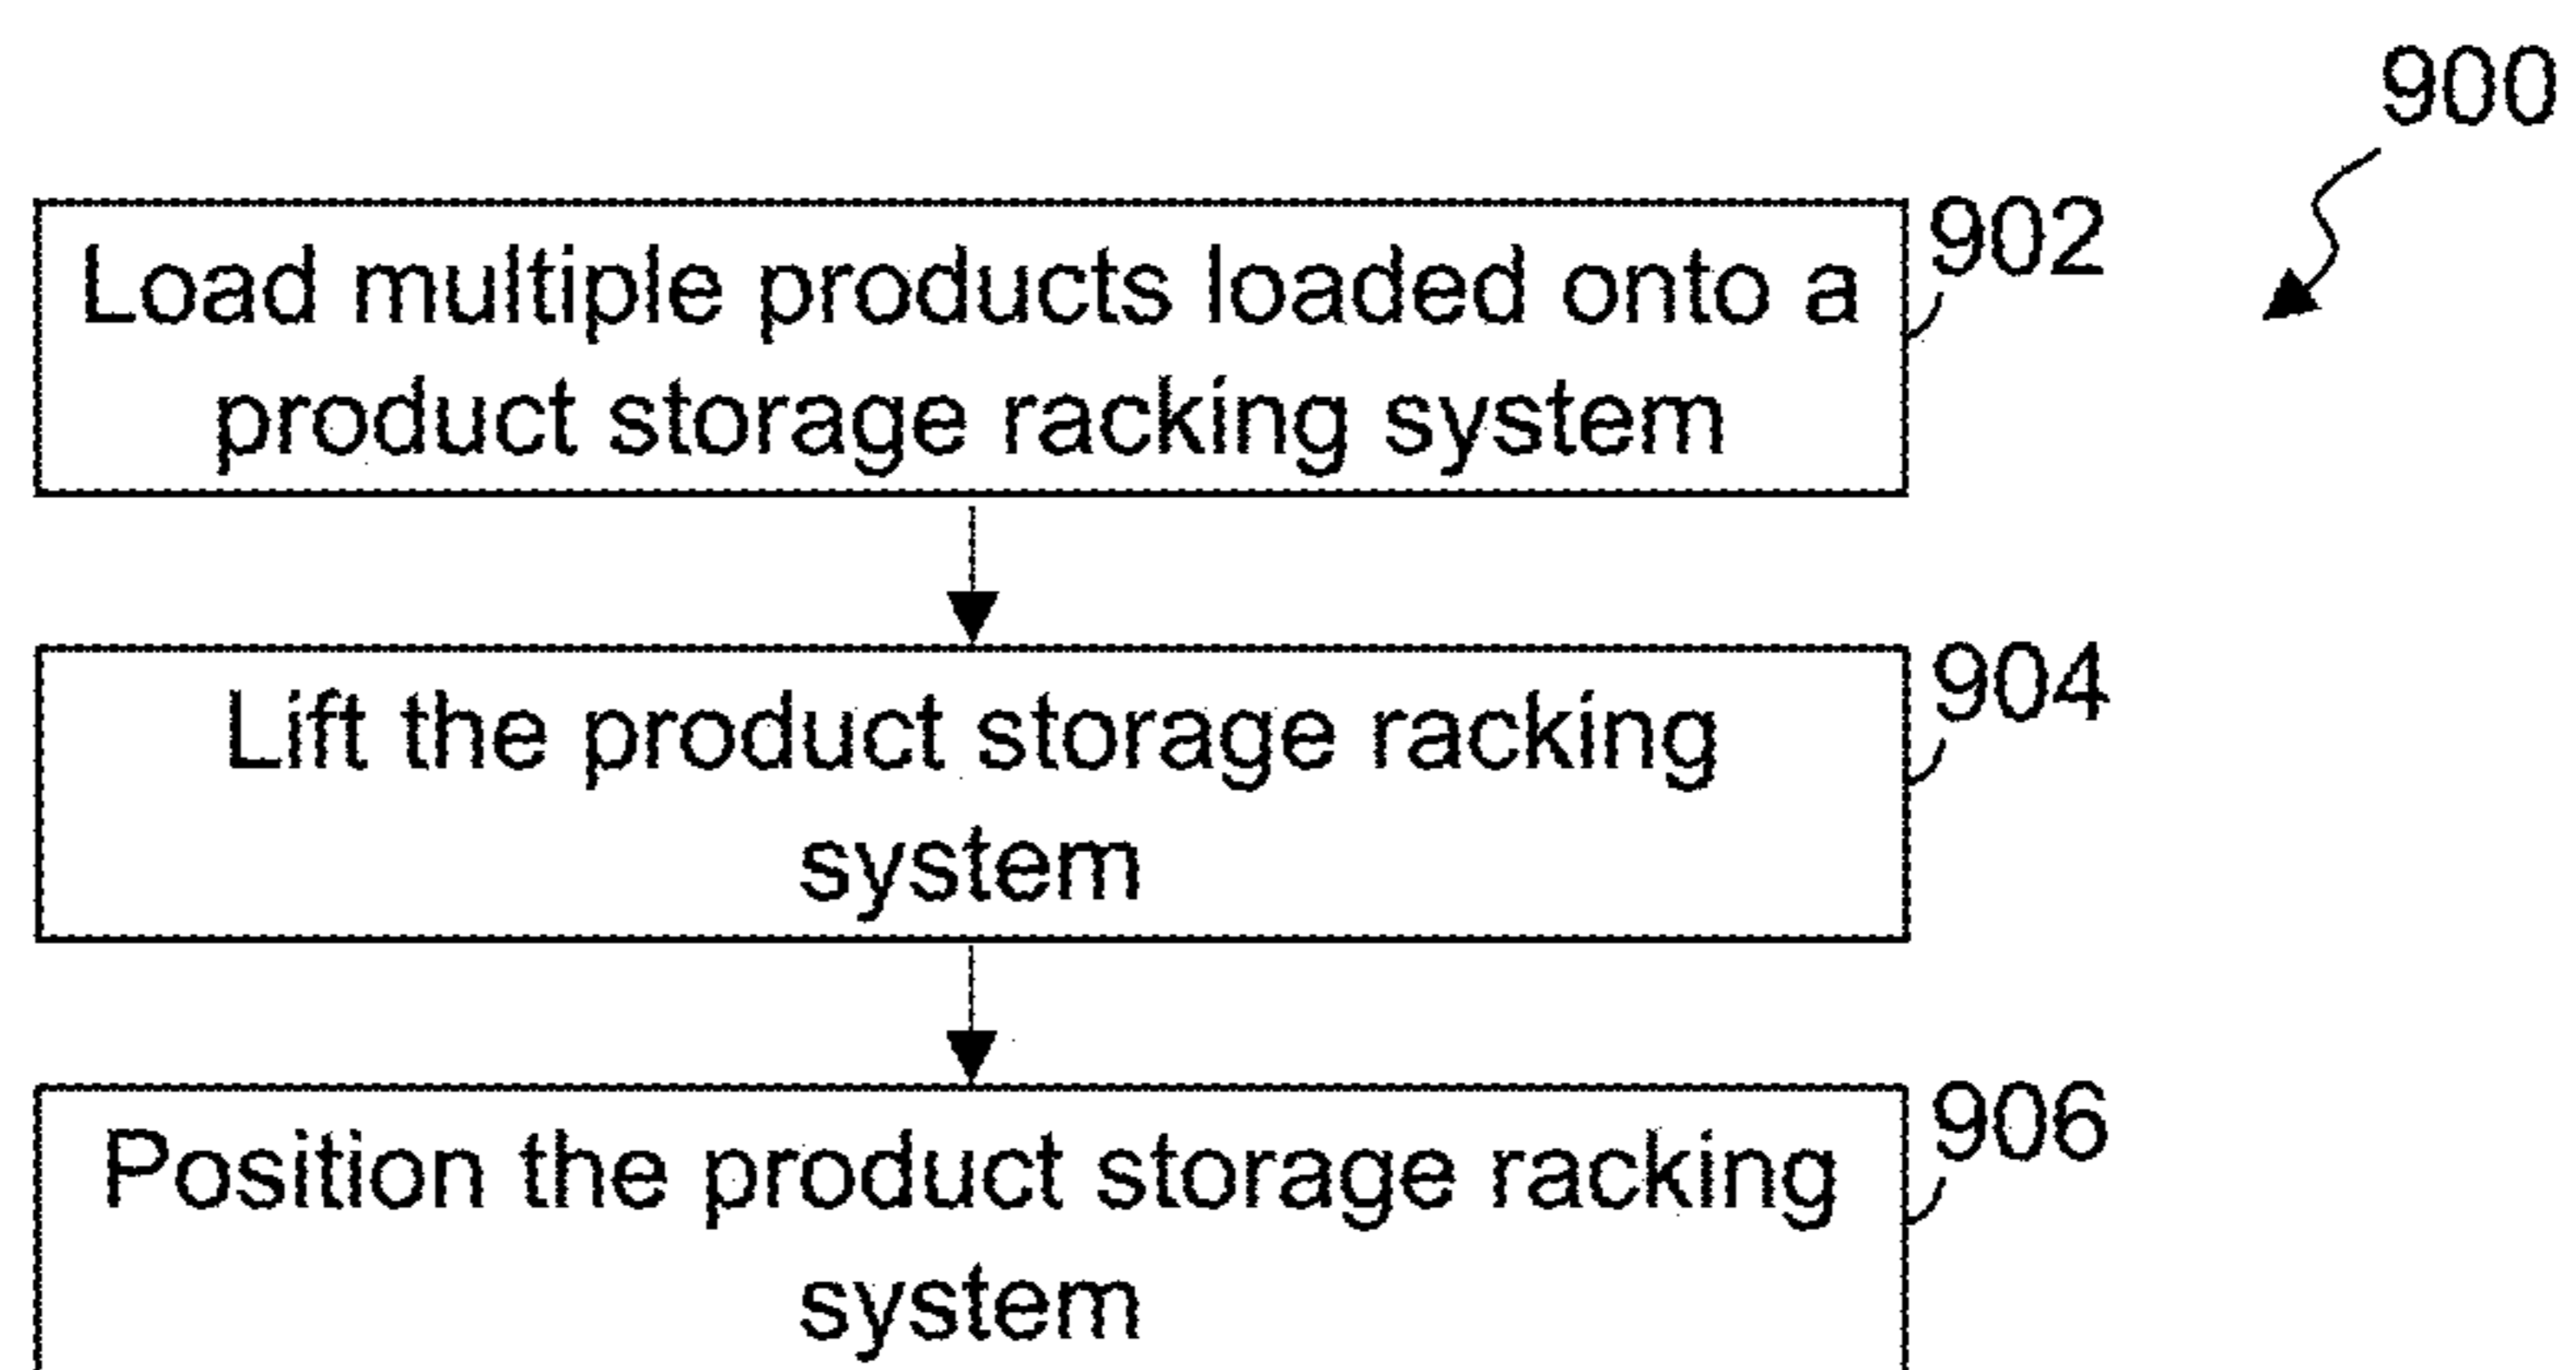 900
Load multiple products loaded onto a
product storage racking system
902
Lift the product storage racking
system
904
Position the product storage racking
system
906